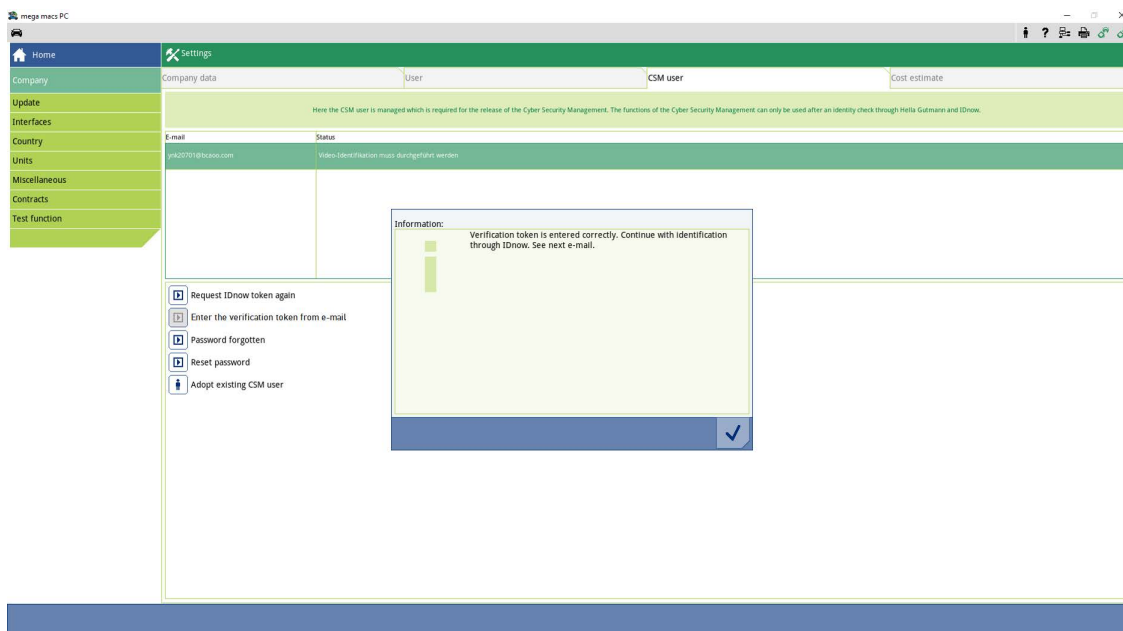 mega macs PC
Home
Settings
Company
Company data
User
CSM user
Cost estimate
Update
Interfaces
Country
Units
Miscellaneous
Contracts
Test function
Here the CSM user is managed which is required for the release of the Cyber Security Management. The functions of the Cyber Security Management can only be used after an identity check through Hella Gutmann and IDnow.
E-mail
Status
ynk20701@bcaoo.com
Video-Identifikation muss durchgeführt werden
Information:
Verification token is entered correctly. Continue with identification
through IDnow. See next e-mail.
Request IDnow token again
Enter the verification token from e-mail
Password forgotten
Reset password
Adopt existing CSM user